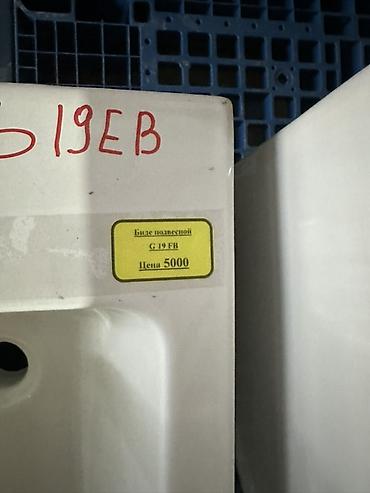 19EB
Биде подвесной
G 19 FB
Цена 5000